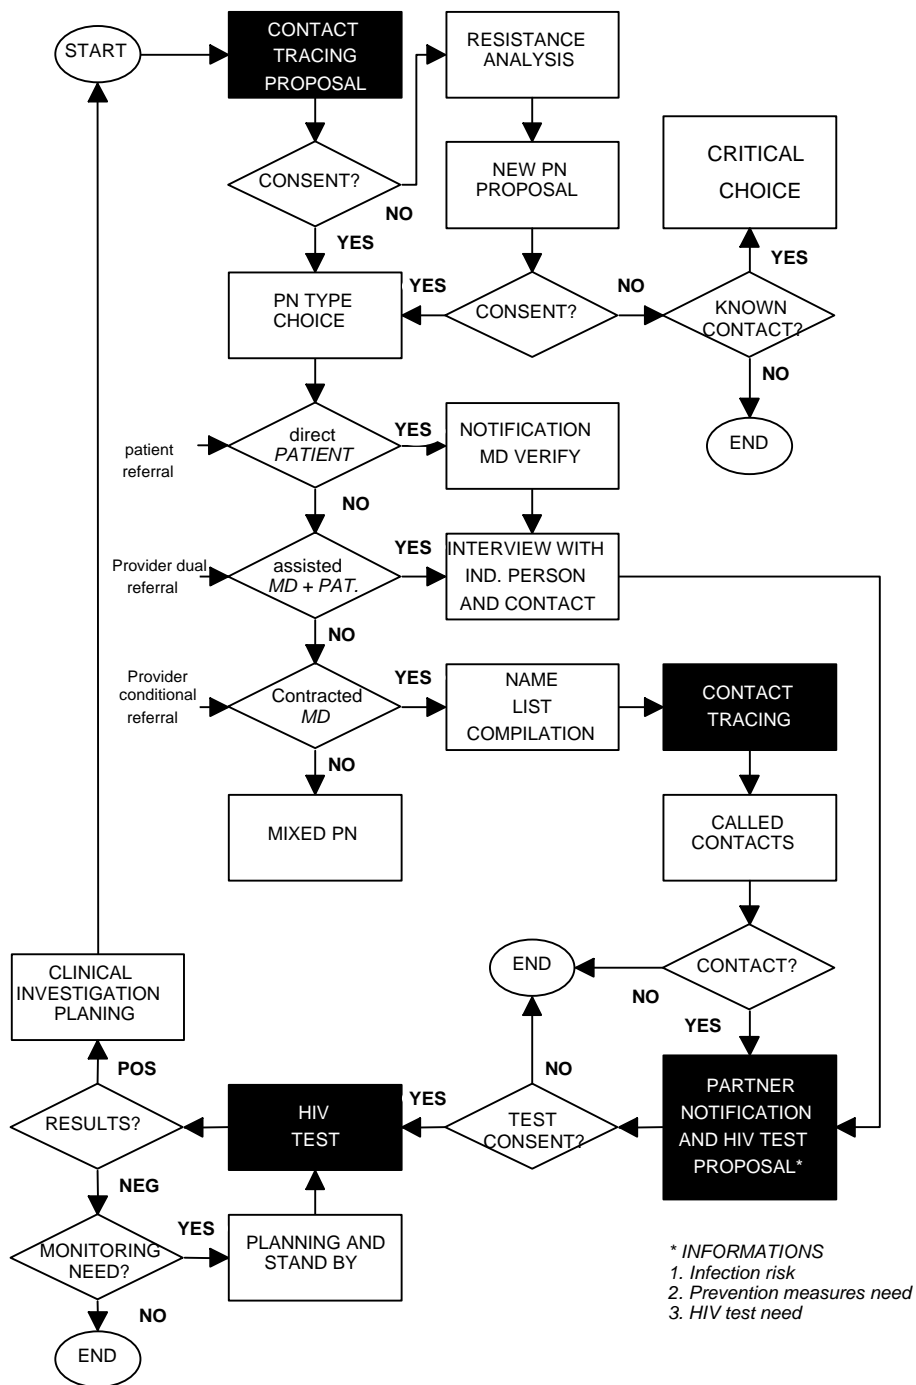 START
CONTACT
TRACING
PROPOSAL
RESISTANCE
ANALYSIS
CONSENT?
NO
YES
NEW PN
PROPOSAL
CRITICAL
CHOICE
YES
PN TYPE
CHOICE
YES
CONSENT?
NO
KNOWN
CONTACT?
NO
END
patient
referral
direct
PATIENT
YES
NOTIFICATION
MD VERIFY
NO
Provider dual
referral
assisted
MD + PAT.
YES
INTERVIEW WITH
IND. PERSON
AND CONTACT
NO
Provider
conditional
referral
Contracted
MD
YES
NAME
LIST
COMPILATION
CONTACT
TRACING
NO
MIXED PN
CALLED
CONTACTS
CONTACT?
NO
YES
END
CLINICAL
INVESTIGATION
PLANING
POS
RESULTS?
HIV
TEST
YES
TEST
CONSENT?
NO
PARTNER
NOTIFICATION
AND HIV TEST
PROPOSAL*
NEG
MONITORING
NEED?
YES
PLANNING AND
STAND BY
NO
END
* INFORMATIONS
1. Infection risk
2. Prevention measures need
3. HIV test need